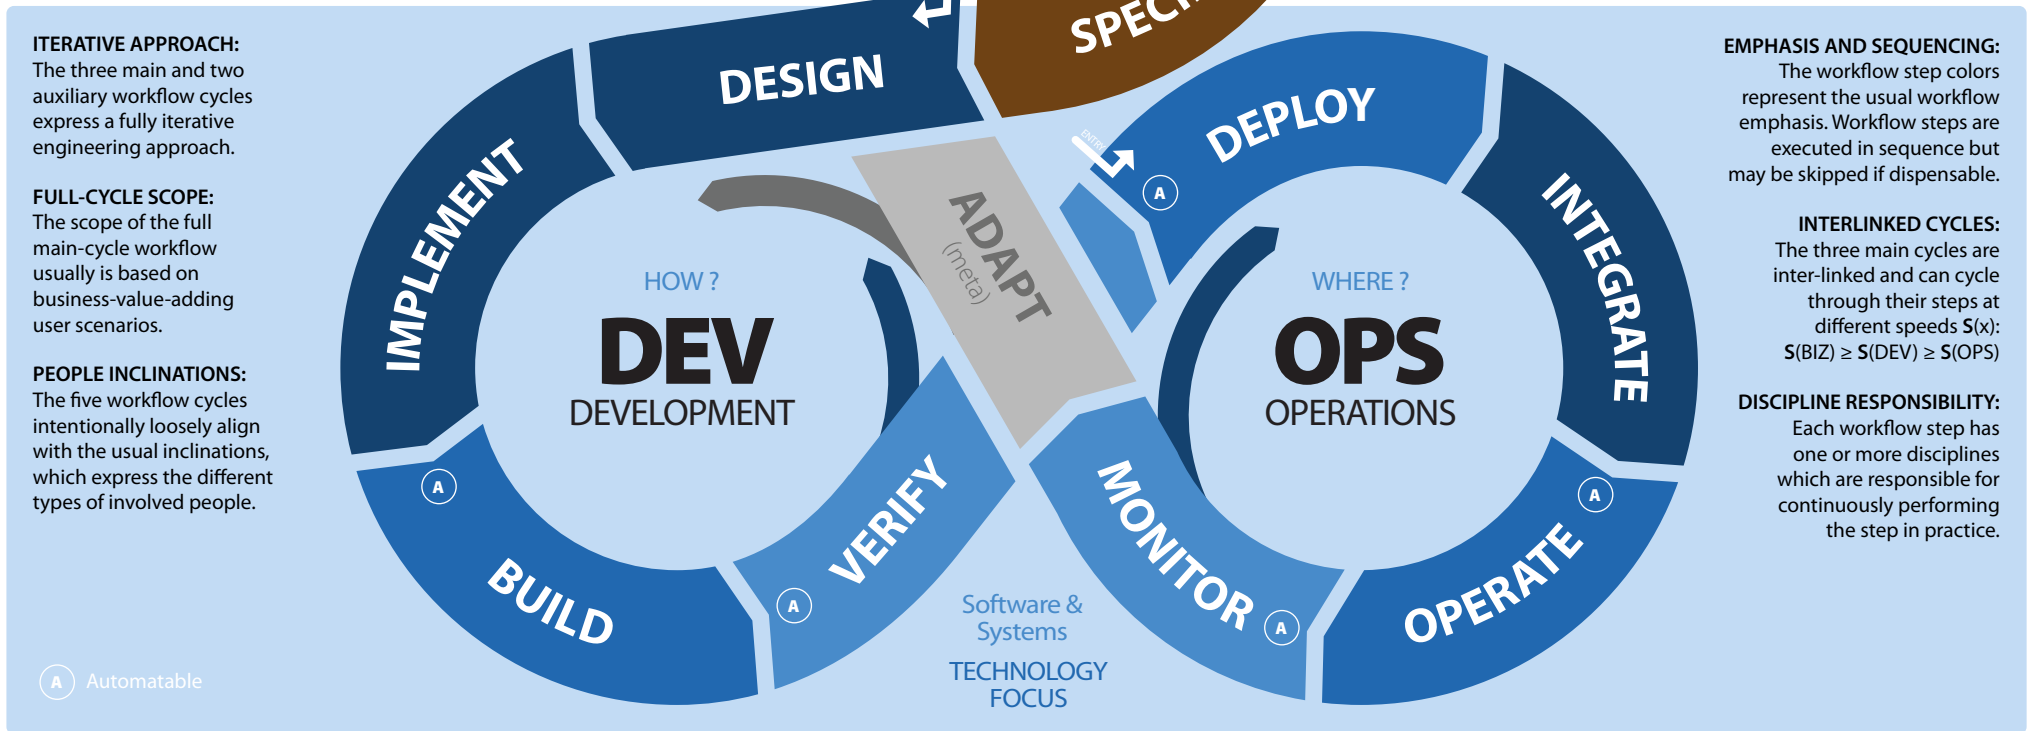 ITERATIVE APPROACH:
The three main and two
auxiliary workflow cycles
express a fully iterative
engineering approach.
FULL-CYCLE SCOPE:
The scope of the full
main-cycle workflow
usually is based on
business-value-adding
user scenarios.
PEOPLE INCLINATIONS:
The five workflow cycles
intentionally loosely align
with the usual inclinations,
which express the different
types of involved people.
A Automatable
DESIGN
IMPLEMENT
A
BUILD
A
VERIFY
HOW ?
DEV
DEVELOPMENT
ADAPT
(meta)
Software &
Systems
TECHNOLOGY
FOCUS
ENTRY
A
DEPLOY
INTEGRATE
A
OPERATE
A
MONITOR
WHERE ?
OPS
OPERATIONS
EMPHASIS AND SEQUENCING:
The workflow step colors
represent the usual workflow
emphasis. Workflow steps are
executed in sequence but
may be skipped if dispensable.
INTERLINKED CYCLES:
The three main cycles are
inter-linked and can cycle
through their steps at
different speeds S(x):
S(BIZ) ≥ S(DEV) ≥ S(OPS)
DISCIPLINE RESPONSIBILITY:
Each workflow step has
one or more disciplines
which are responsible for
continuously performing
the step in practice.